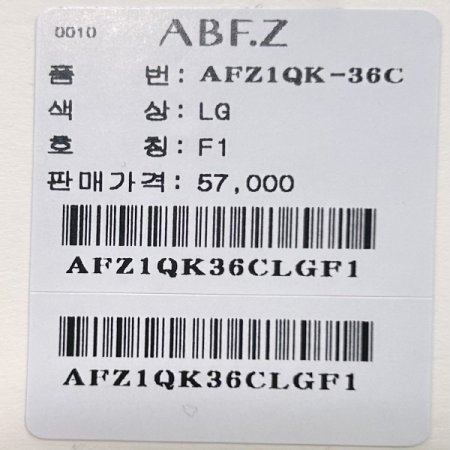 0010 ABF.Z
품 번: AFZ1QK-36C
색 상: LG
호 칭: F1
판매가격: 57,000
AFZ1QK36CLGF1
AFZ1QK36CLGF1